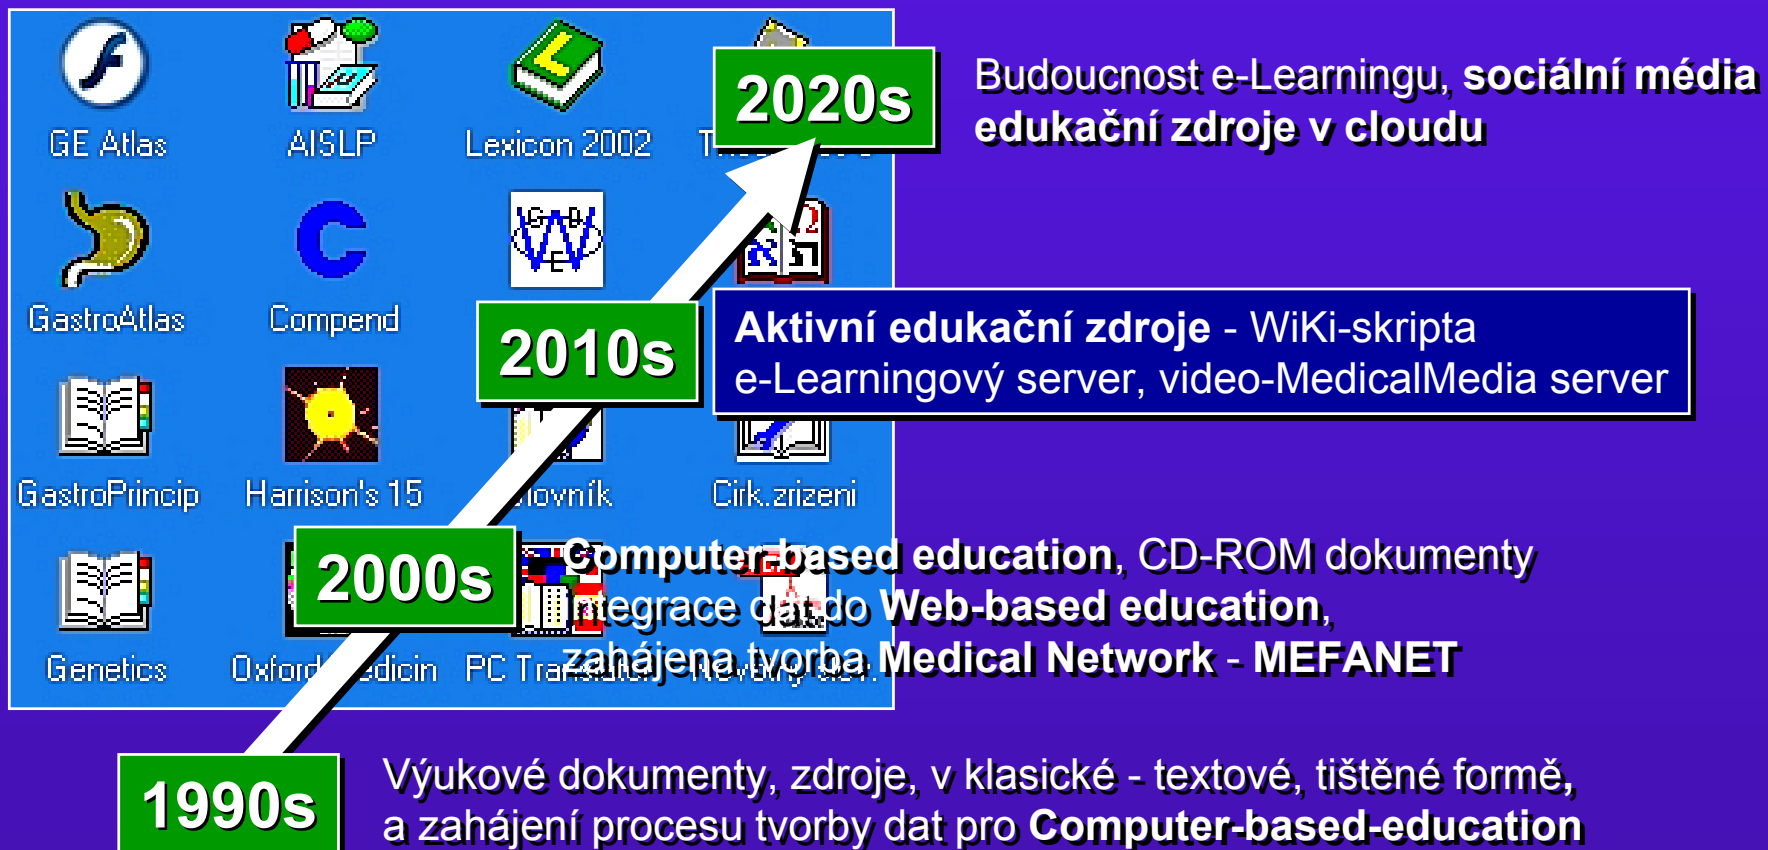 GE Atlas
AISLP
Lexicon 2002
2020s
Budoucnost e-Learningu, sociální média
edukační zdroje v cloudu
GastroAtlas
Compend
2010s
Aktivní edukační zdroje - WiKi-skripta
e-Learningový server, video-MedicalMedia server
GastroPrincip
Harrison's 15
Cirk.zrizeni
2000s
Computer-based education, CD-ROM dokumenty
integrace dat do Web-based education,
zahájena tvorba Medical Network - MEFANET
Genetics
Oxford
PC
1990s
Výukové dokumenty, zdroje, v klasické - textové, tištěné formě,
a zahájení procesu tvorby dat pro Computer-based-education